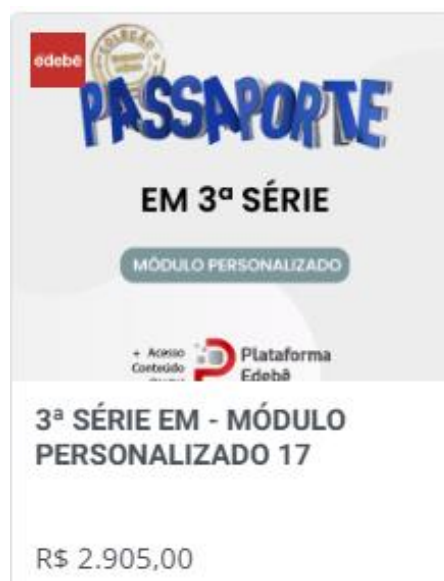 edebê
COLEÇÃO
PASSAPORTE
EM 3ª SÉRIE
MÓDULO PERSONALIZADO
+ Acesso
Conteúdo
Plataforma
Edebê
3ª SÉRIE EM - MÓDULO
PERSONALIZADO 17
R$ 2.905,00